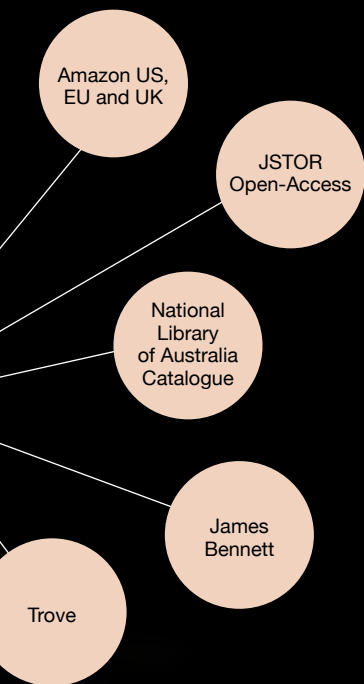 Amazon US,
EU and UK
JSTOR
Open-Access
National
Library
of Australia
Catalogue
James
Bennett
Trove